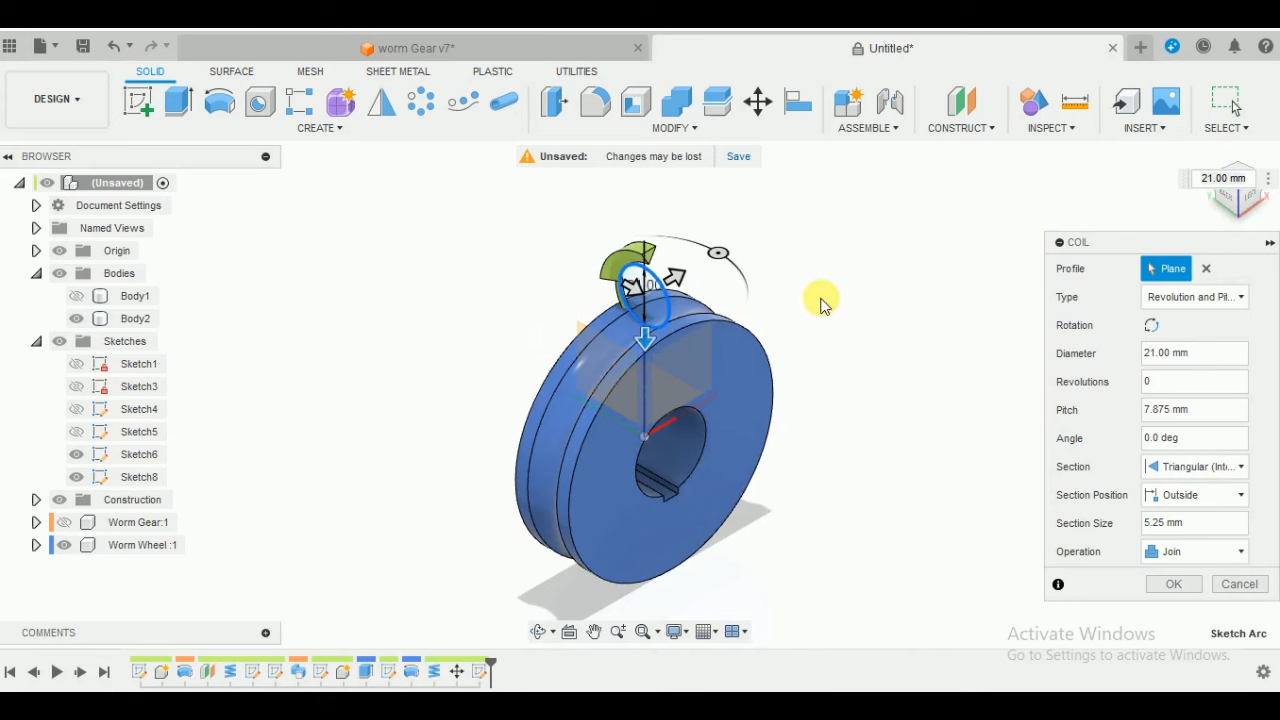 worm Gear v7*
Untitled*
DESIGN
SOLID
SURFACE
MESH
SHEET METAL
PLASTIC
UTILITIES
CREATE
MODIFY
ASSEMBLE
CONSTRUCT
INSPECT
INSERT
SELECT
BROWSER
Unsaved: Changes may be lost Save
(Unsaved)
Document Settings
Named Views
Origin
Bodies
Body1
Body2
Sketches
Sketch1
Sketch3
Sketch4
Sketch5
Sketch6
Sketch8
Construction
Worm Gear:1
Worm Wheel :1
21.00 mm
COIL
Profile Plane
Type Revolution and Pit...
Rotation
Diameter 21.00 mm
Revolutions 0
Pitch 7.875 mm
Angle 0.0 deg
Section Triangular (Inte...
Section Position Outside
Section Size 5.25 mm
Operation Join
OK Cancel
COMMENTS
Activate Windows
Go to Settings to activate Windows.
Sketch Arc